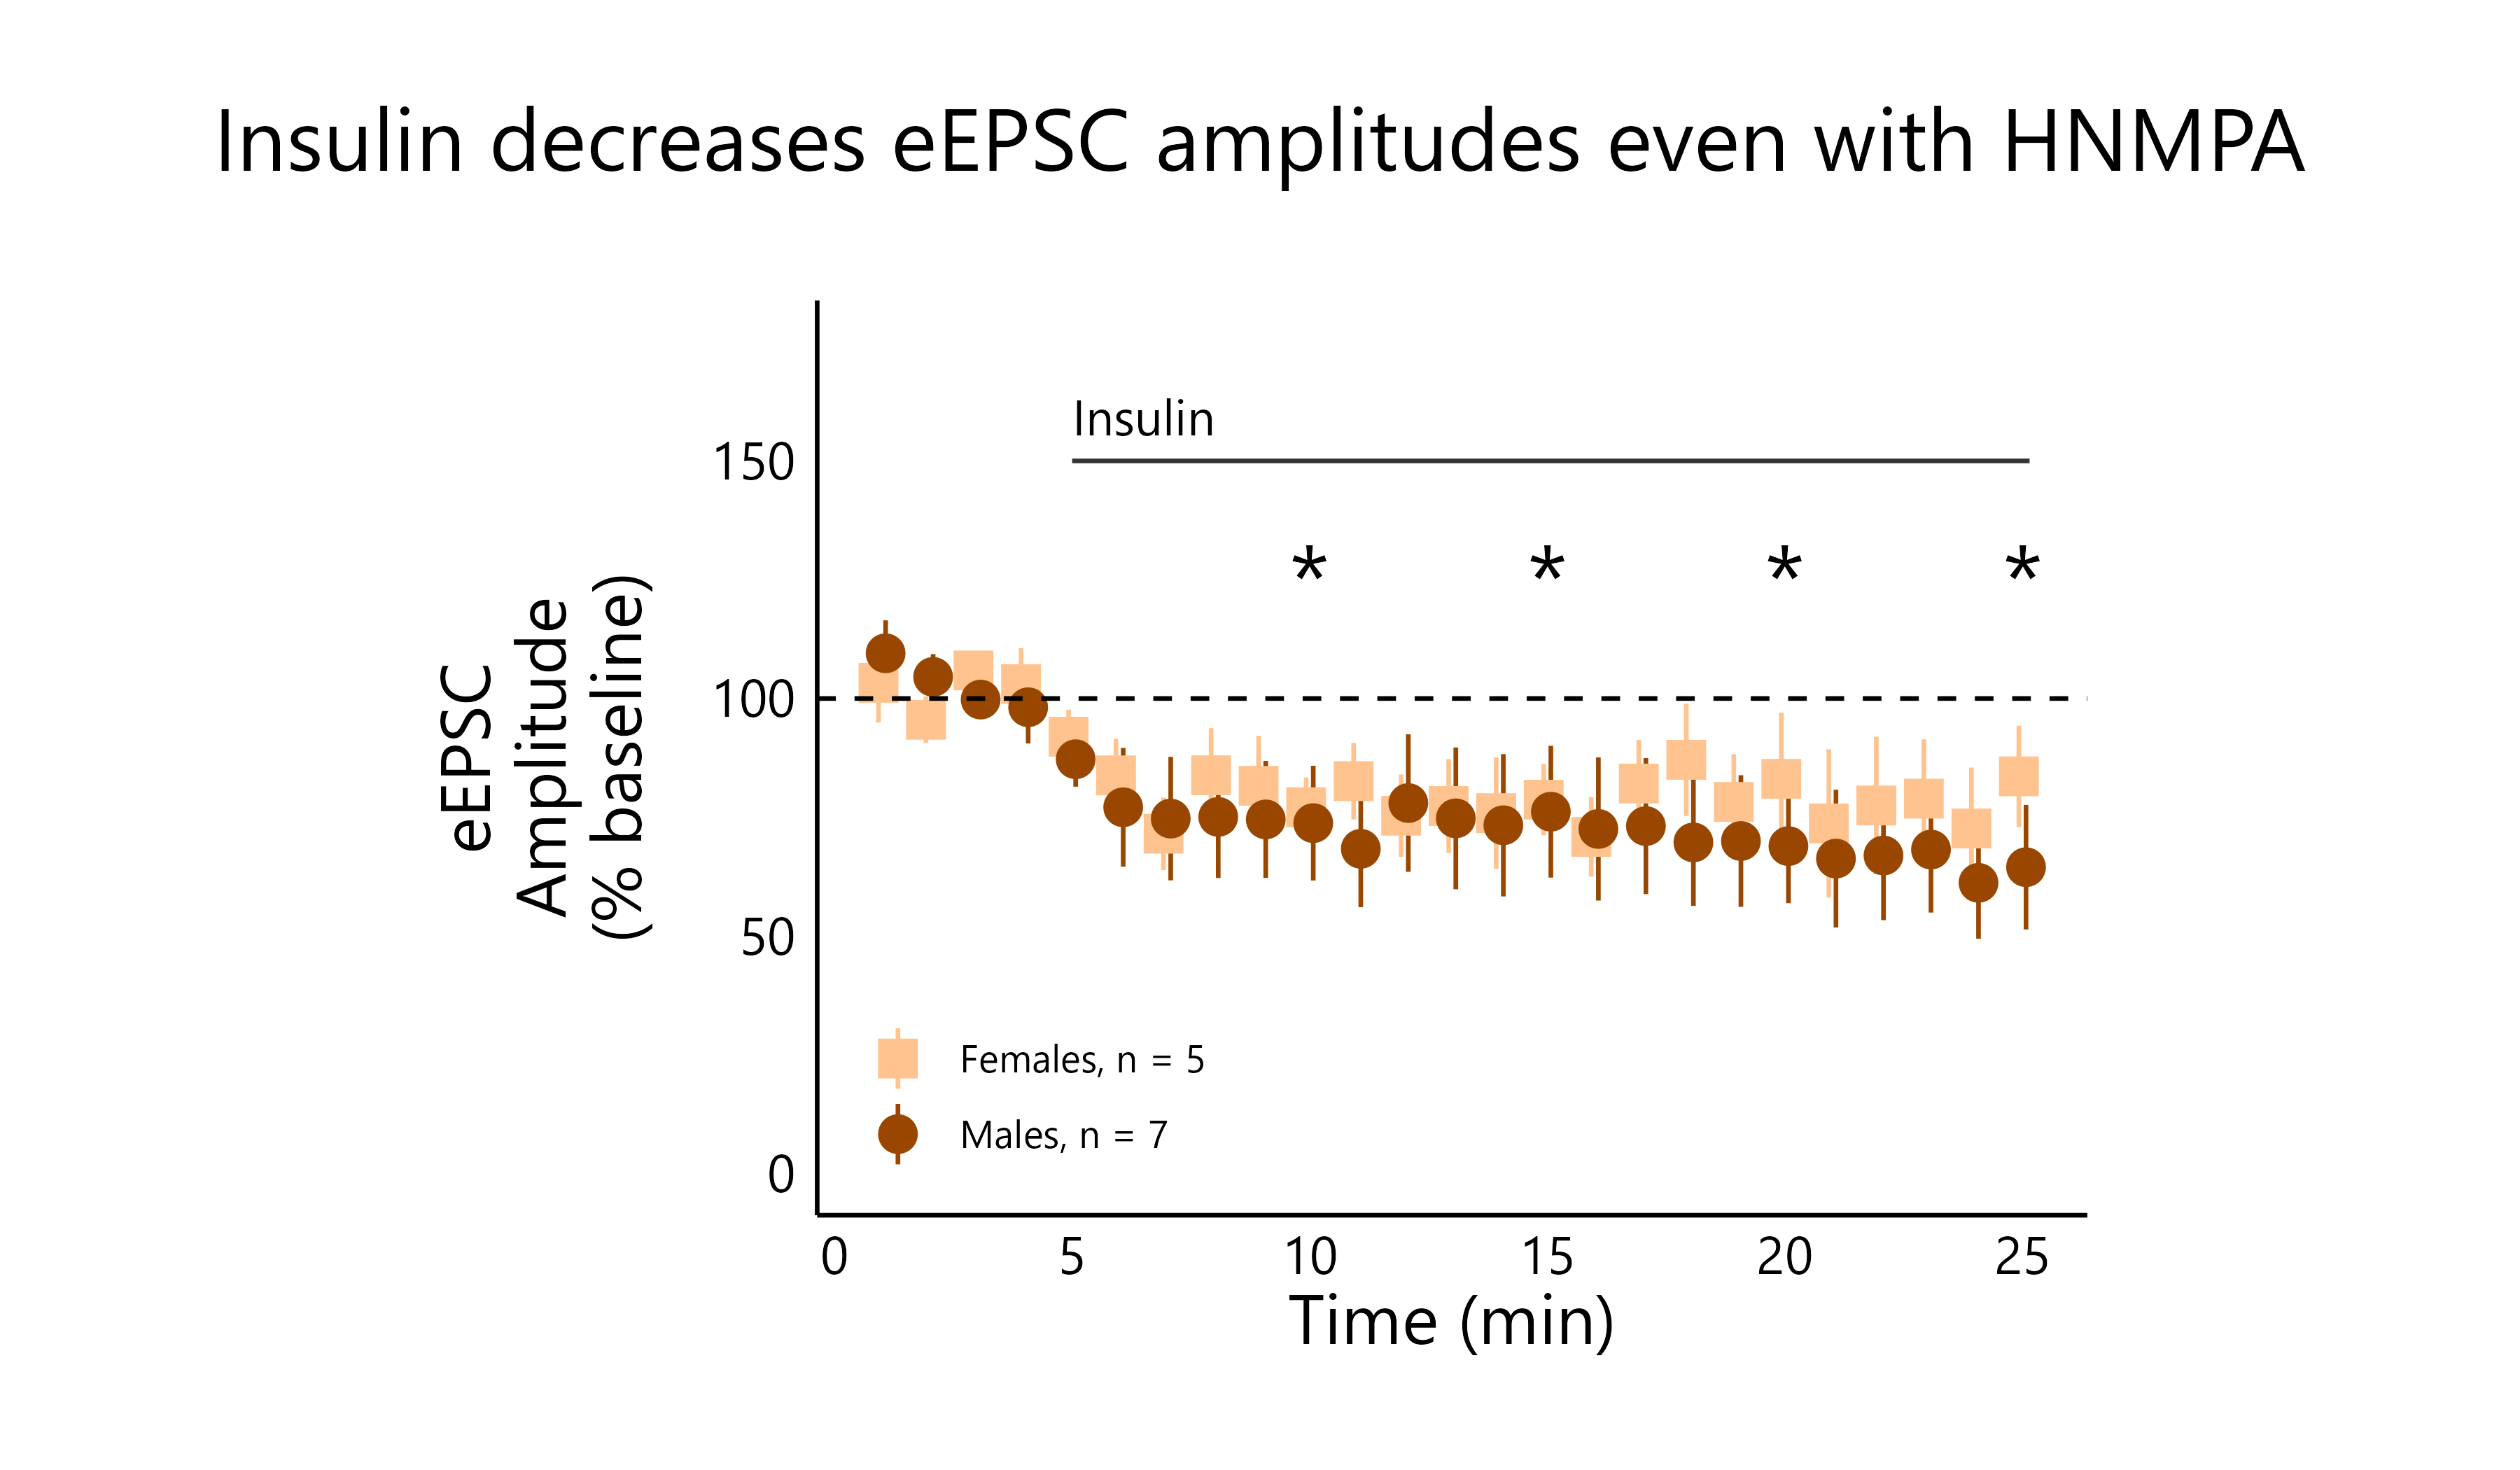 Insulin decreases eEPSC amplitudes even with HNMPA
Insulin
150
* * * *
100
50
0
eEPSC
Amplitude
(% baseline)
Females, n = 5
Males, n = 7
0 5 10 15 20 25
Time (min)